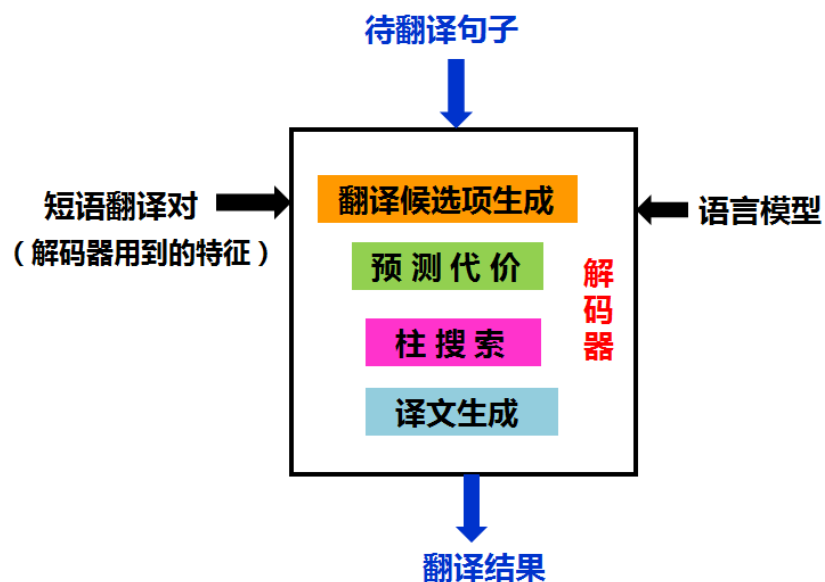 待翻译句子
短语翻译对
（解码器用到的特征）
翻译候选项生成
预测代价
柱搜索
译文生成
解码器
语言模型
翻译结果